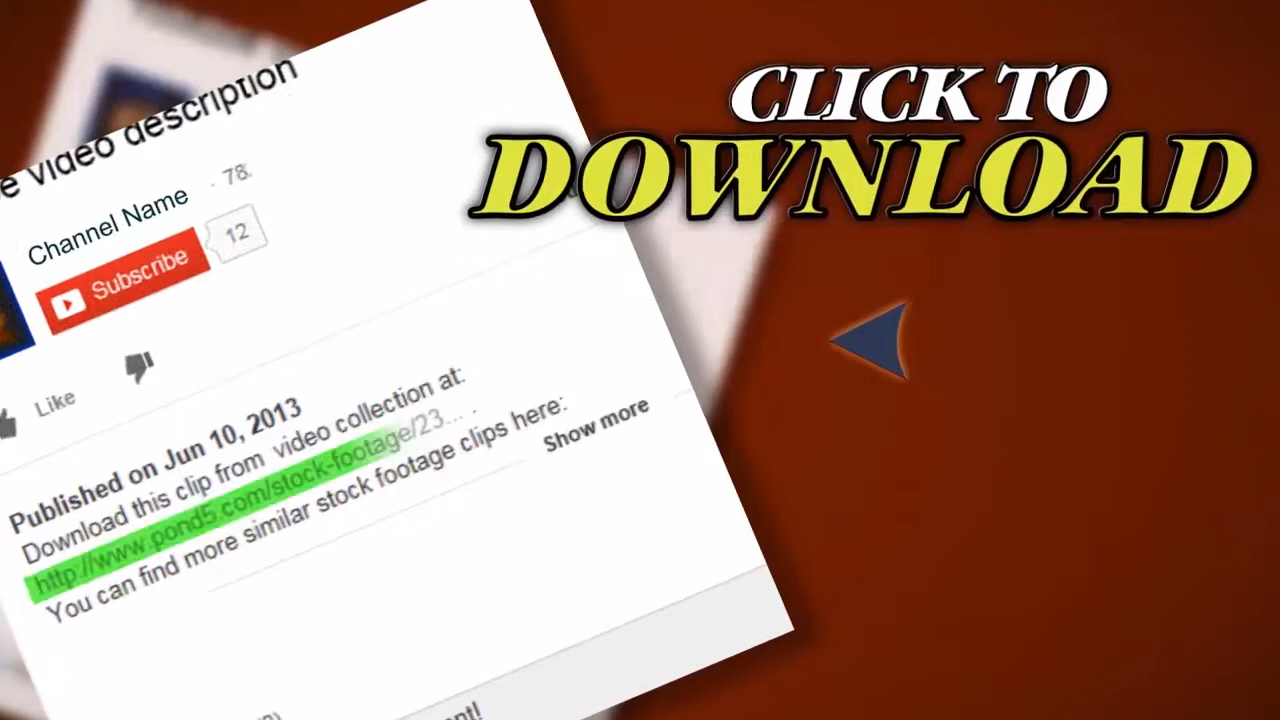 CLICK TO
DOWNLOAD
video description
Channel Name
78
Subscribe
12
Like
Published on Jun 10, 2013
Download this clip from video collection at:
http://www.pond5.com/stock-footage/23...
You can find more similar stock footage clips here:
Show more